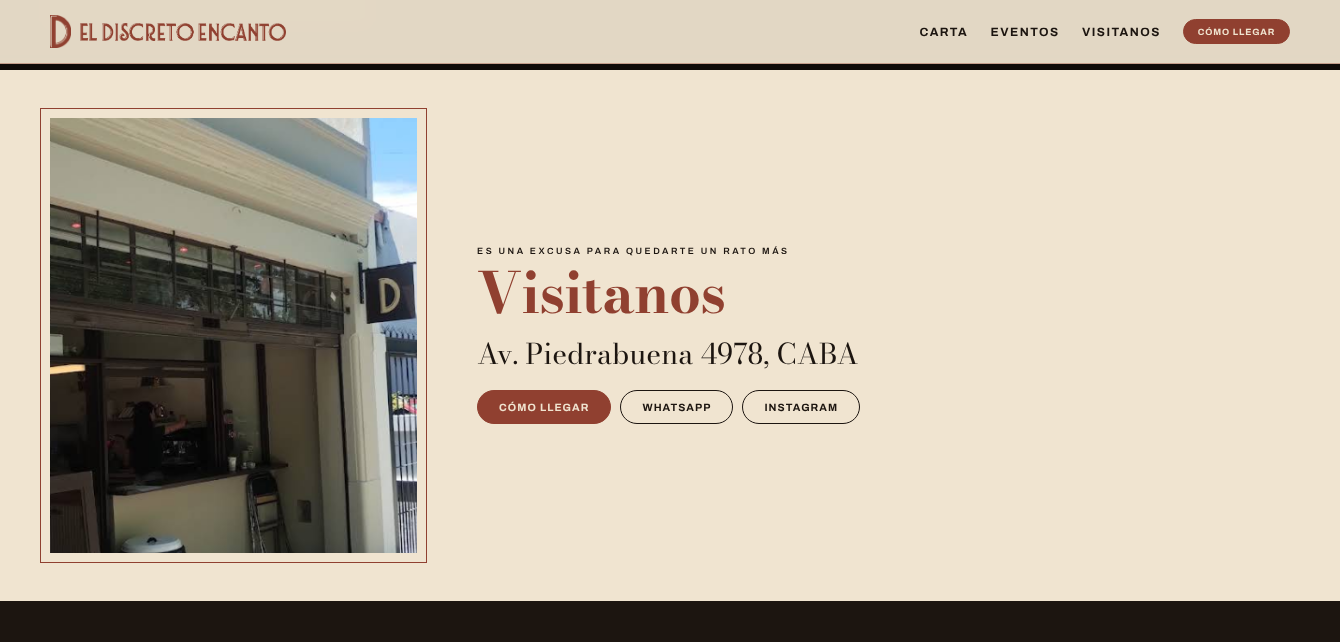 D EL DISCRETO ENCANTO
CARTA EVENTOS VISITANOS CÓMO LLEGAR
D
ES UNA EXCUSA PARA QUEDARTE UN RATO MÁS
Visitanos
Av. Piedrabuena 4978, CABA
CÓMO LLEGAR WHATSAPP INSTAGRAM